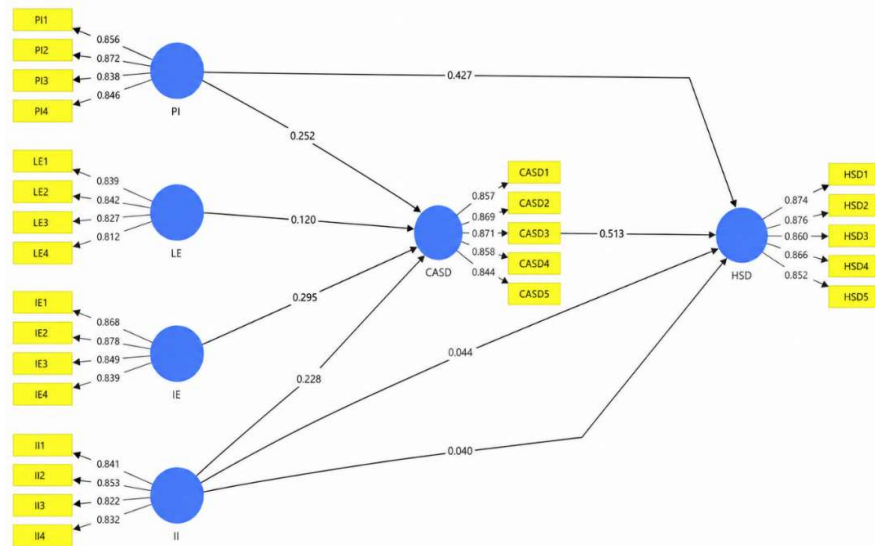 PI1
PI2
PI3
PI4
0.856
0.872
0.838
0.846
PI
0.427
0.252
LE1
LE2
LE3
LE4
0.839
0.842
0.827
0.812
LE
0.120
CASD1
CASD2
CASD3
CASD4
CASD5
0.857
0.869
0.871
0.858
0.844
CASD
0.513
HSD1
HSD2
HSD3
HSD4
HSD5
0.874
0.876
0.860
0.866
0.852
HSD
IE1
IE2
IE3
IE4
0.868
0.878
0.849
0.839
IE
0.295
0.228
0.044
0.040
II1
II2
II3
II4
0.841
0.853
0.822
0.832
II